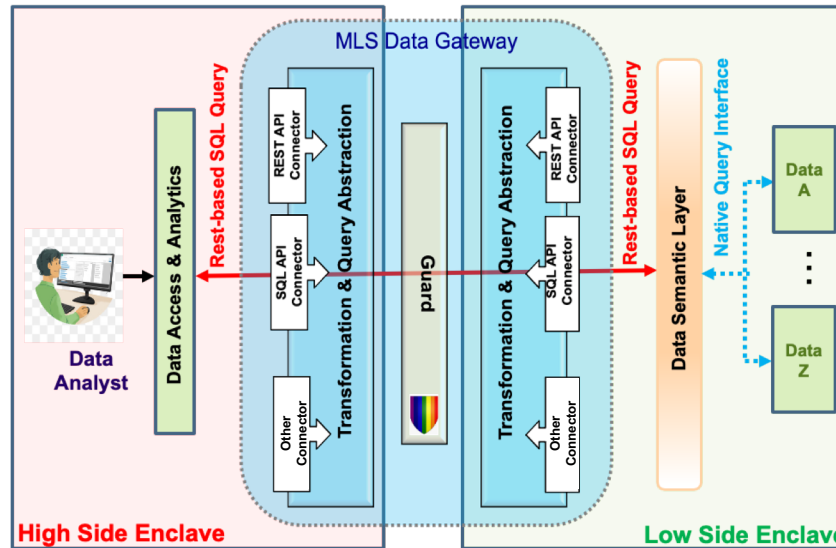 MLS Data Gateway
Data
Analyst
Data Access & Analytics
Rest-based SQL Query
REST API
Connector
SQL API
Connector
Other
Connector
Transformation & Query Abstraction
Guard
Transformation & Query Abstraction
REST API
Connector
SQL API
Connector
Other
Connector
Rest-based SQL Query
Data Semantic Layer
Native Query Interface
Data
A
...
Data
Z
High Side Enclave
Low Side Enclave